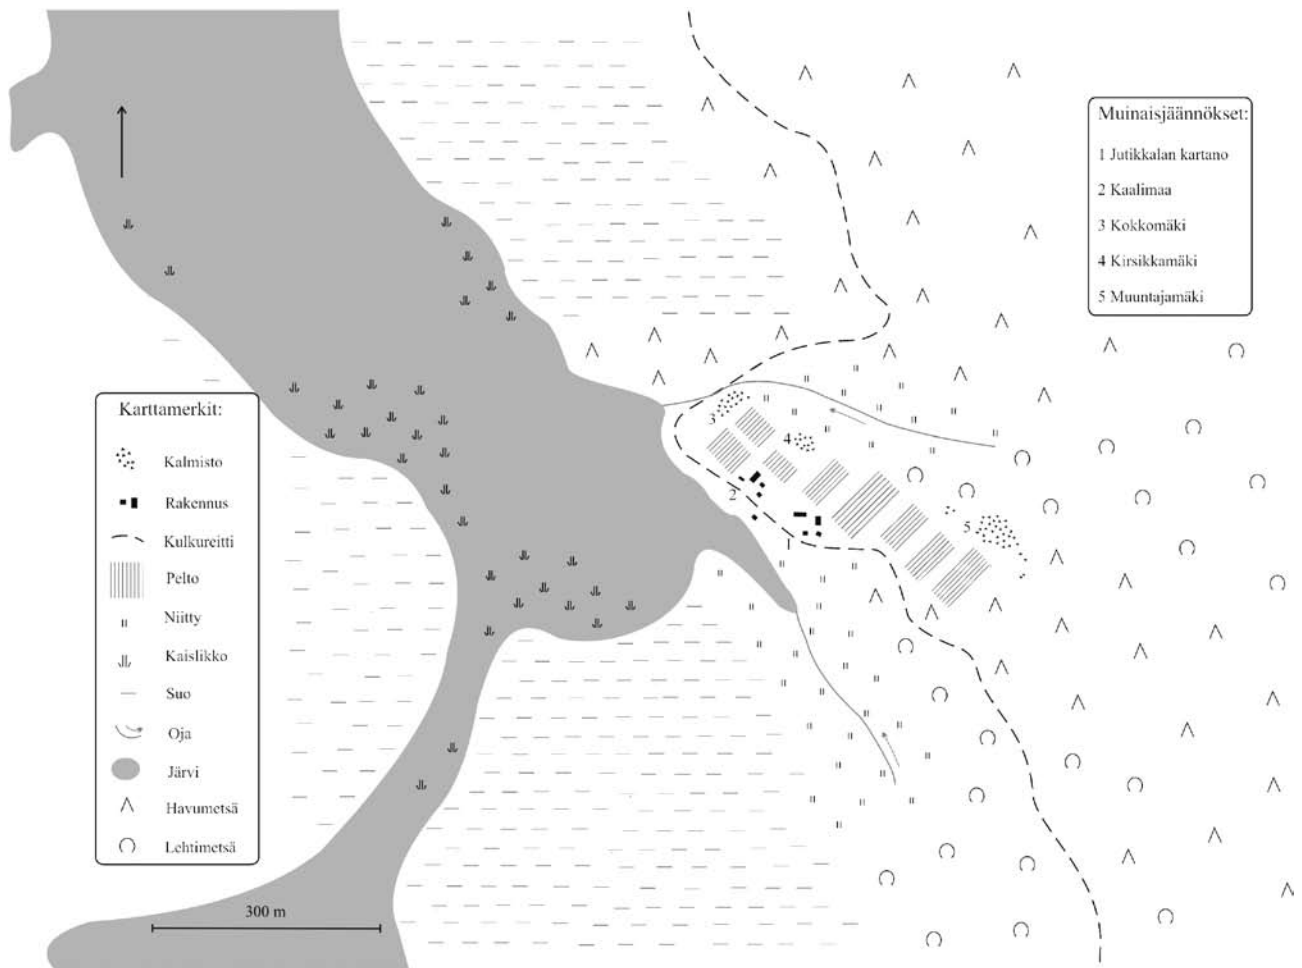 Muinaisjäännökset:
1 Jutikkalan kartano
2 Kaalimaa
3 Kokkomäki
4 Kirsikkamäki
5 Muuntajamäki
Karttamerkit:
Kalmisto
Rakennus
Kulkureitti
Pelto
Niitty
Kaislikko
Suo
Oja
Järvi
Havumetsä
Lehtimetsä
3
4
2
5
1
300 m